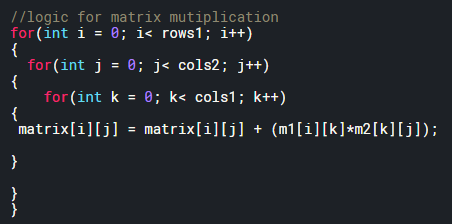 //logic for matrix mutiplication
for(int i = 0; i< rows1; i++)
{
for(int j = 0; j< cols2; j++)
{
for(int k = 0; k< cols1; k++)
{
matrix[i][j] = matrix[i][j] + (m1[i][k]*m2[k][j]);
}
}
}